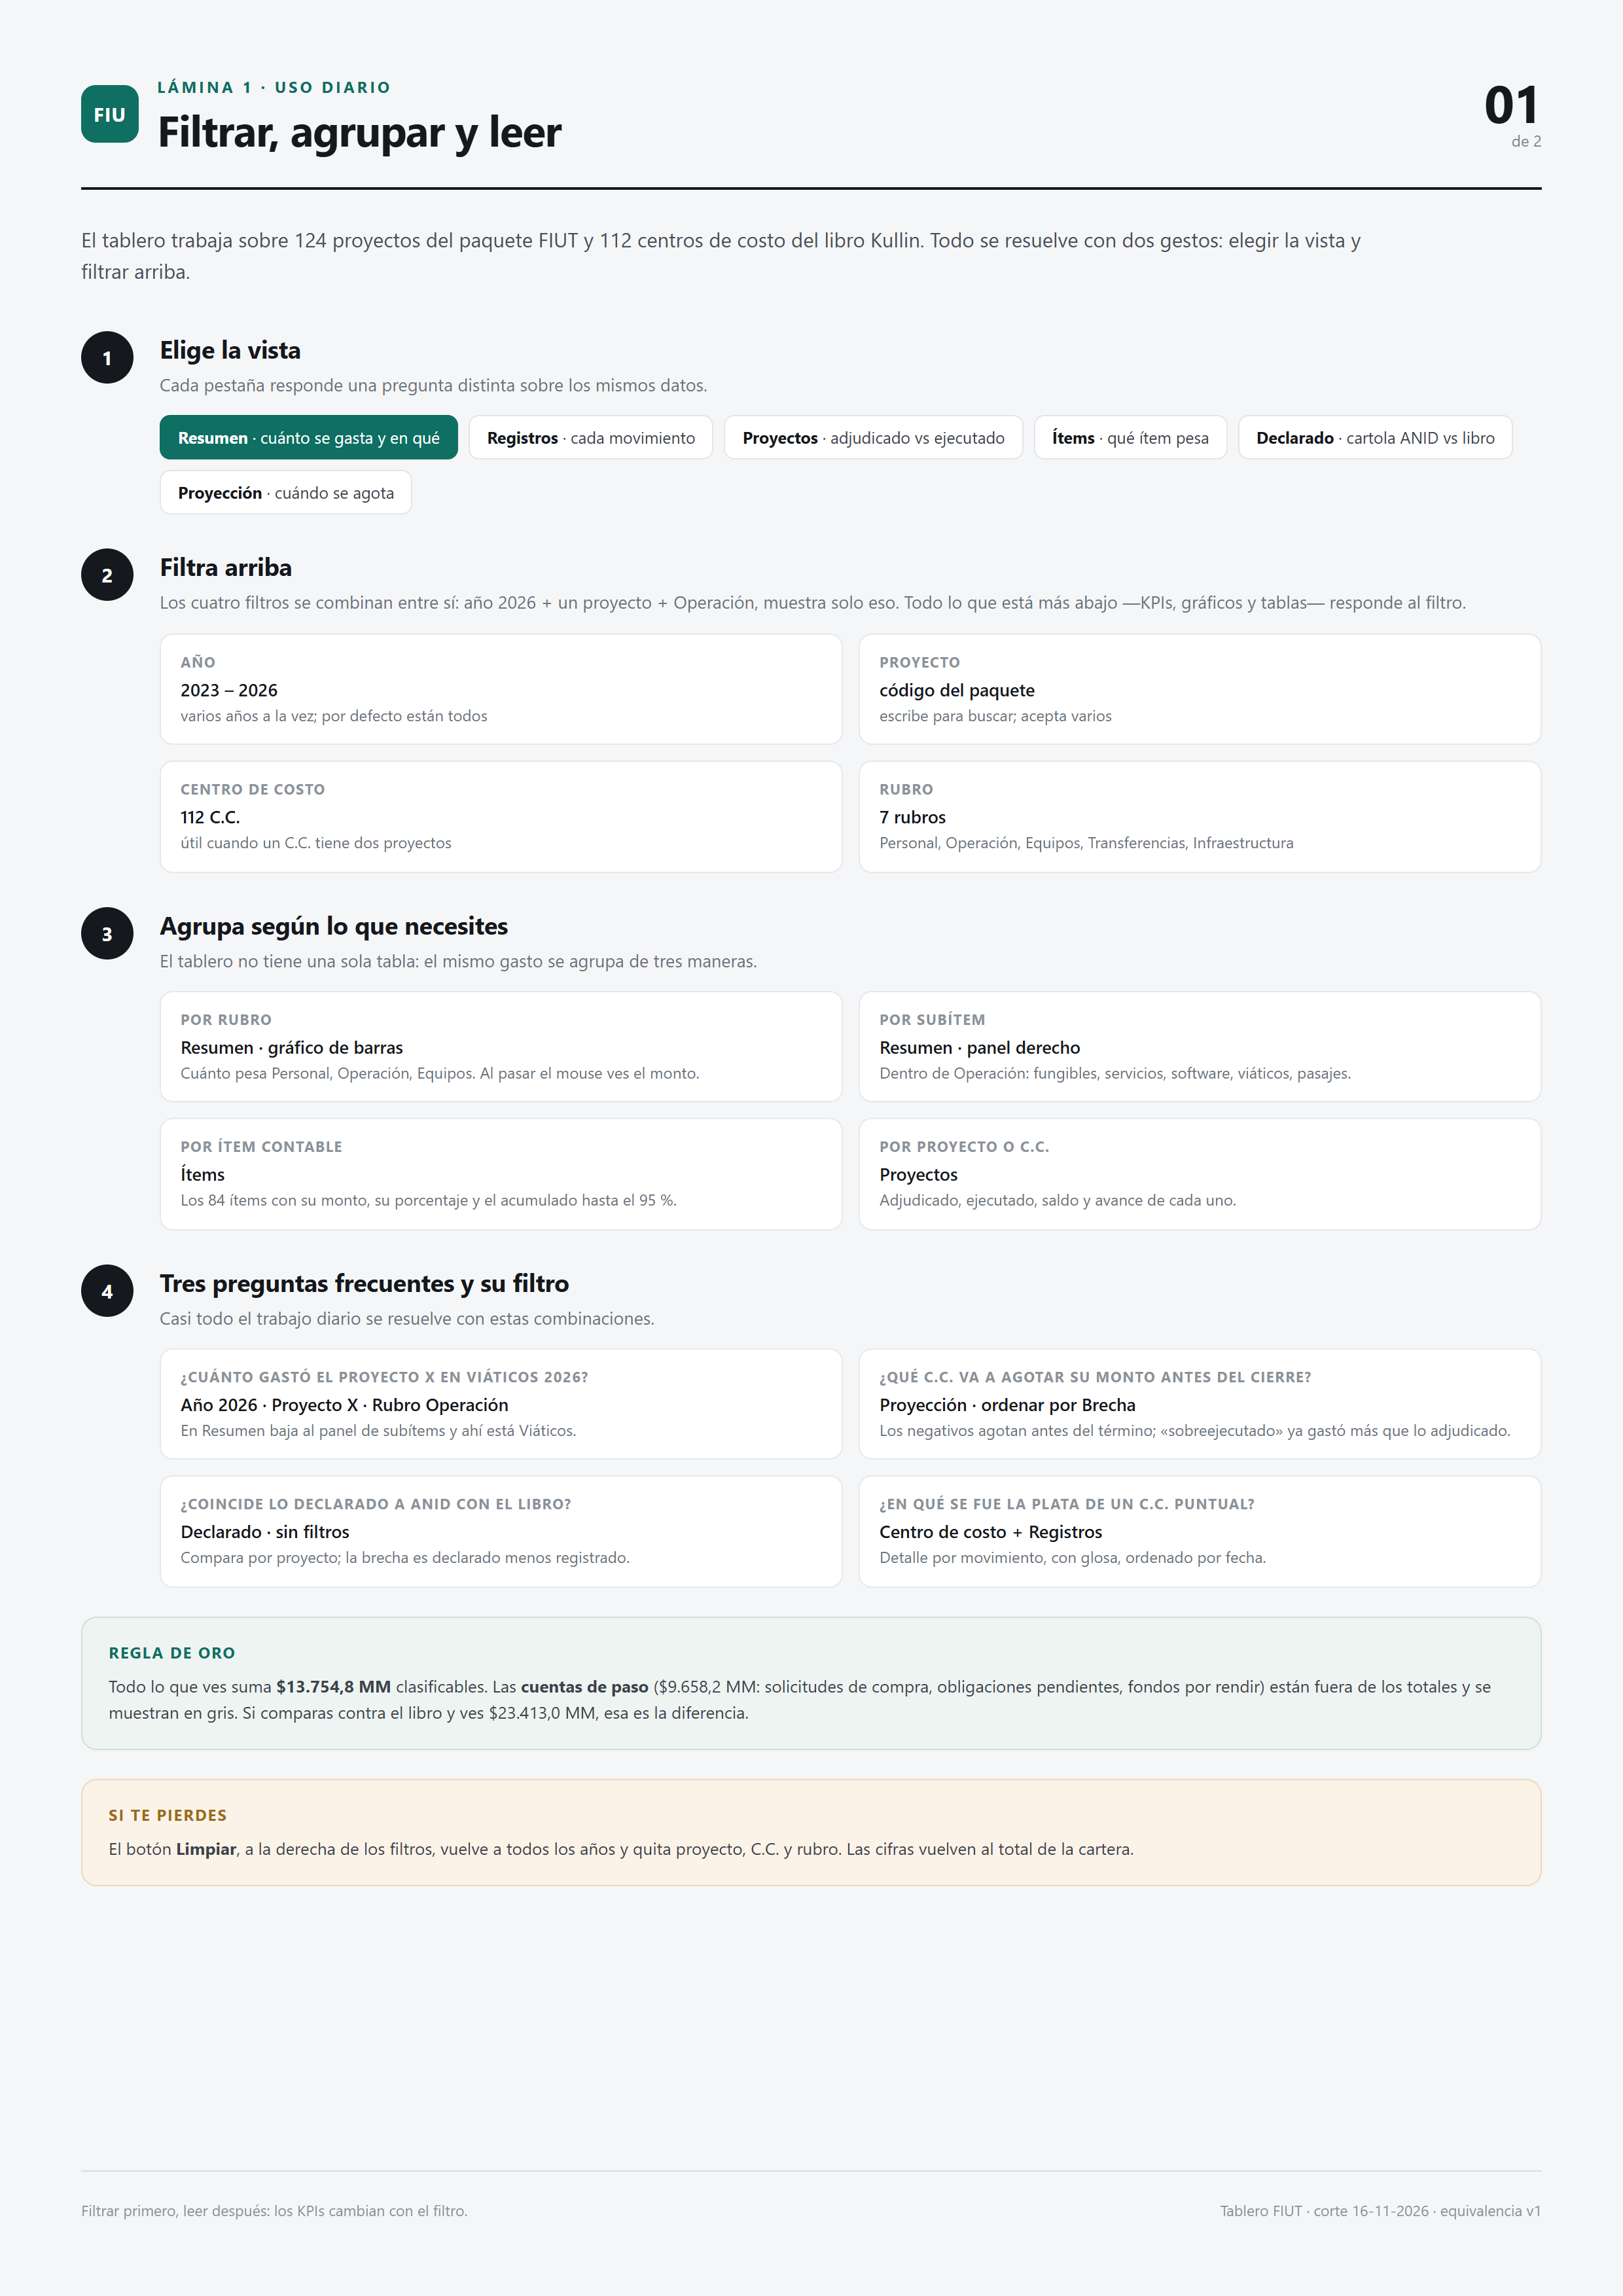 FIU
LÁMINA 1 · USO DIARIO
Filtrar, agrupar y leer
01
de 2
El tablero trabaja sobre 124 proyectos del paquete FIUT y 112 centros de costo del libro Kullin. Todo se resuelve con dos gestos: elegir la vista y
filtrar arriba.
1
Elige la vista
Cada pestaña responde una pregunta distinta sobre los mismos datos.
Resumen · cuánto se gasta y en qué
Registros · cada movimiento
Proyectos · adjudicado vs ejecutado
Ítems · qué ítem pesa
Declarado · cartola ANID vs libro
Proyección · cuándo se agota
2
Filtra arriba
Los cuatro filtros se combinan entre sí: año 2026 + un proyecto + Operación, muestra solo eso. Todo lo que está más abajo —KPIs, gráficos y tablas— responde al filtro.
AÑO
2023 – 2026
varios años a la vez; por defecto están todos
PROYECTO
código del paquete
escribe para buscar; acepta varios
CENTRO DE COSTO
112 C.C.
útil cuando un C.C. tiene dos proyectos
RUBRO
7 rubros
Personal, Operación, Equipos, Transferencias, Infraestructura
3
Agrupa según lo que necesites
El tablero no tiene una sola tabla: el mismo gasto se agrupa de tres maneras.
POR RUBRO
Resumen · gráfico de barras
Cuánto pesa Personal, Operación, Equipos. Al pasar el mouse ves el monto.
POR SUBÍTEM
Resumen · panel derecho
Dentro de Operación: fungibles, servicios, software, viáticos, pasajes.
POR ÍTEM CONTABLE
Ítems
Los 84 ítems con su monto, su porcentaje y el acumulado hasta el 95 %.
POR PROYECTO O C.C.
Proyectos
Adjudicado, ejecutado, saldo y avance de cada uno.
4
Tres preguntas frecuentes y su filtro
Casi todo el trabajo diario se resuelve con estas combinaciones.
¿CUÁNTO GASTÓ EL PROYECTO X EN VIÁTICOS 2026?
Año 2026 · Proyecto X · Rubro Operación
En Resumen baja al panel de subítems y ahí está Viáticos.
¿QUÉ C.C. VA A AGOTAR SU MONTO ANTES DEL CIERRE?
Proyección · ordenar por Brecha
Los negativos agotan antes del término; «sobreejecutado» ya gastó más que lo adjudicado.
¿COINCIDE LO DECLARADO A ANID CON EL LIBRO?
Declarado · sin filtros
Compara por proyecto; la brecha es declarado menos registrado.
¿EN QUÉ SE FUE LA PLATA DE UN C.C. PUNTUAL?
Centro de costo + Registros
Detalle por movimiento, con glosa, ordenado por fecha.
REGLA DE ORO
Todo lo que ves suma $13.754,8 MM clasificables. Las cuentas de paso ($9.658,2 MM: solicitudes de compra, obligaciones pendientes, fondos por rendir) están fuera de los totales y se
muestran en gris. Si comparas contra el libro y ves $23.413,0 MM, esa es la diferencia.
SI TE PIERDES
El botón Limpiar, a la derecha de los filtros, vuelve a todos los años y quita proyecto, C.C. y rubro. Las cifras vuelven al total de la cartera.
Filtrar primero, leer después: los KPIs cambian con el filtro.
Tablero FIUT · corte 16-11-2026 · equivalencia v1